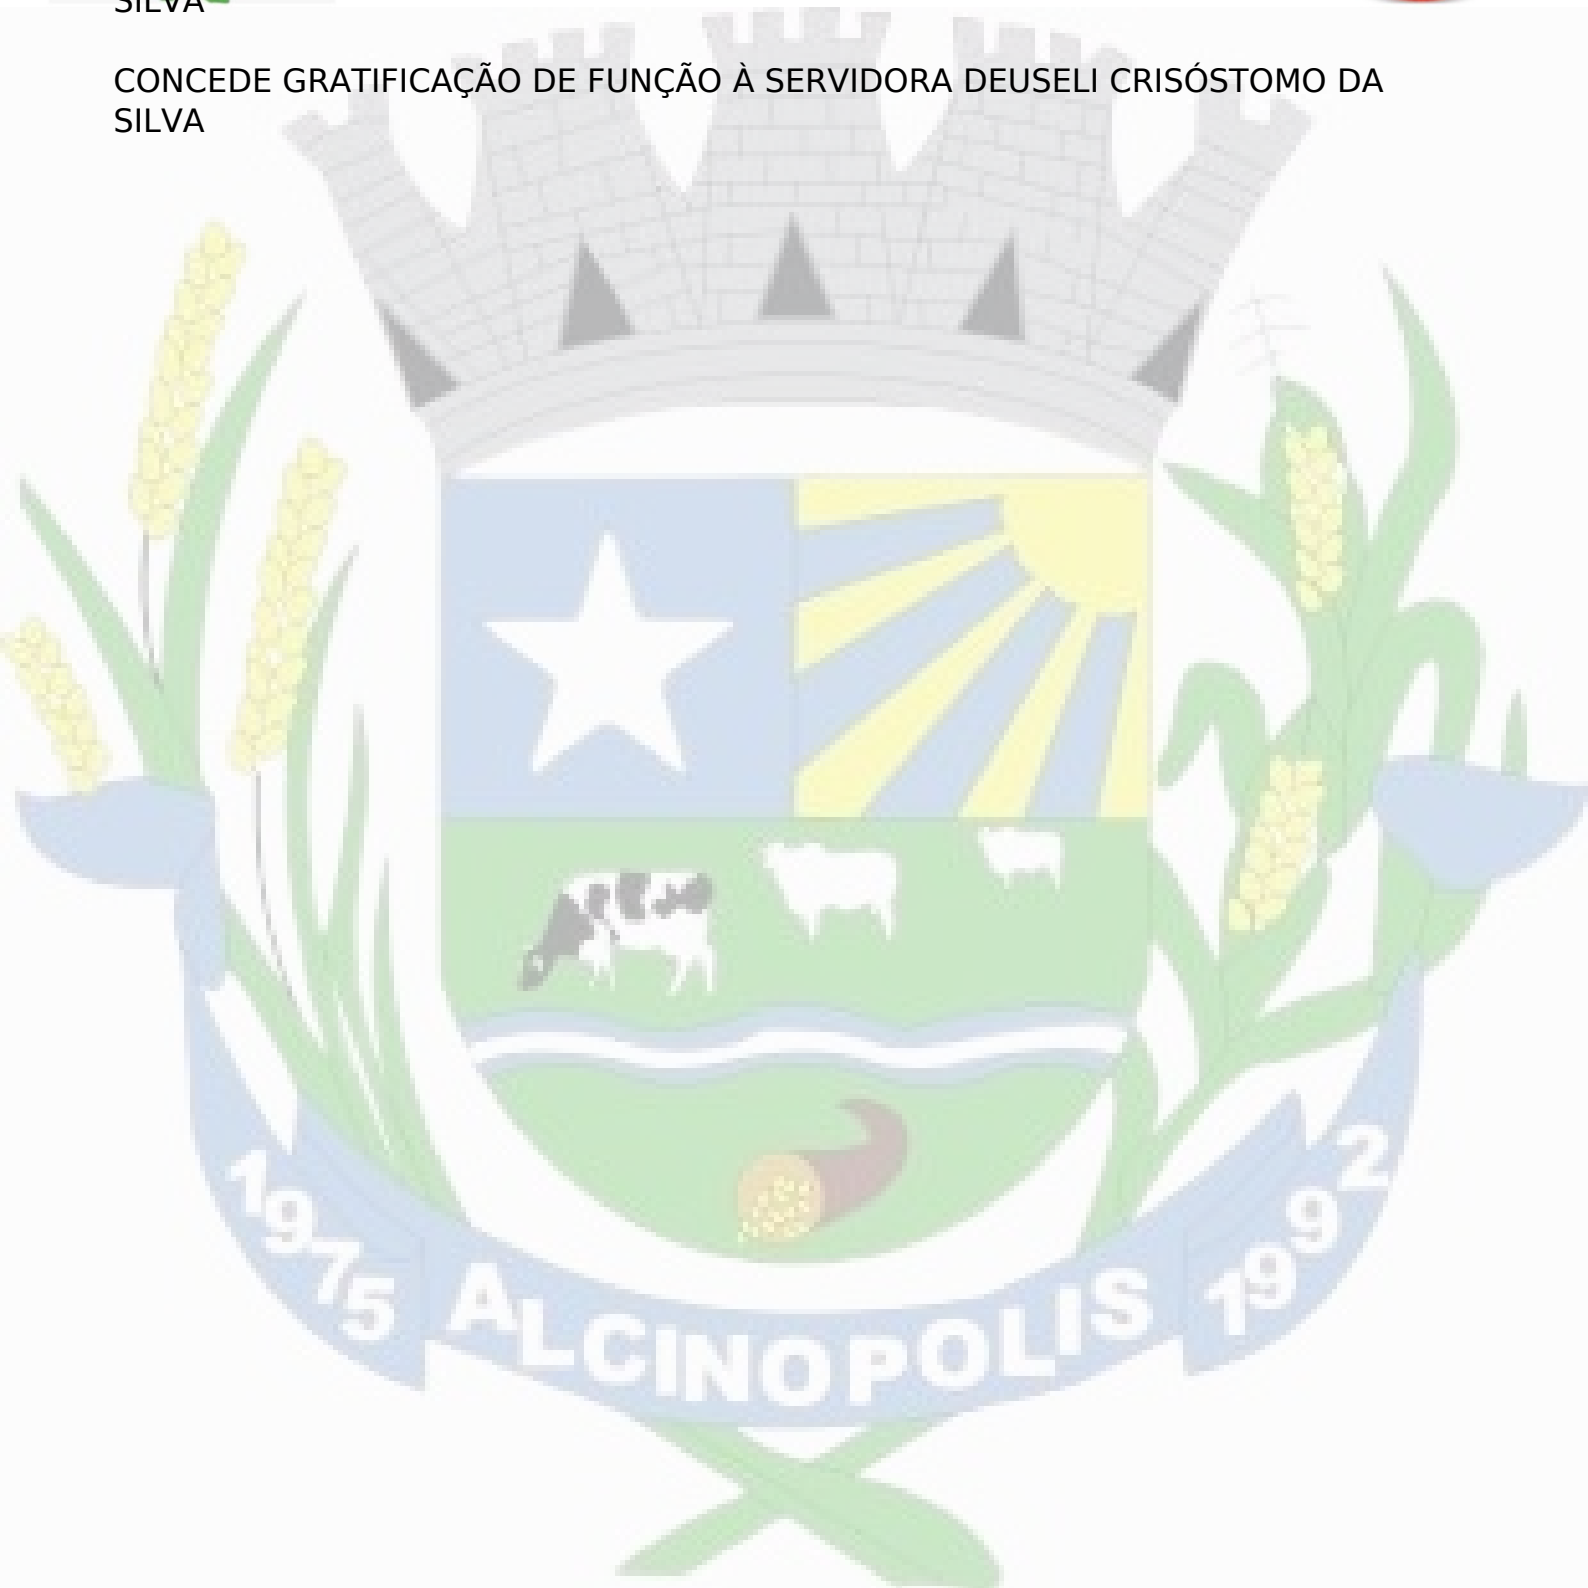 SILVA
CONCEDE GRATIFICAÇÃO DE FUNÇÃO À SERVIDORA DEUSELI CRISÓSTOMO DA
SILVA
1975 ALCINOPOLIS 1992